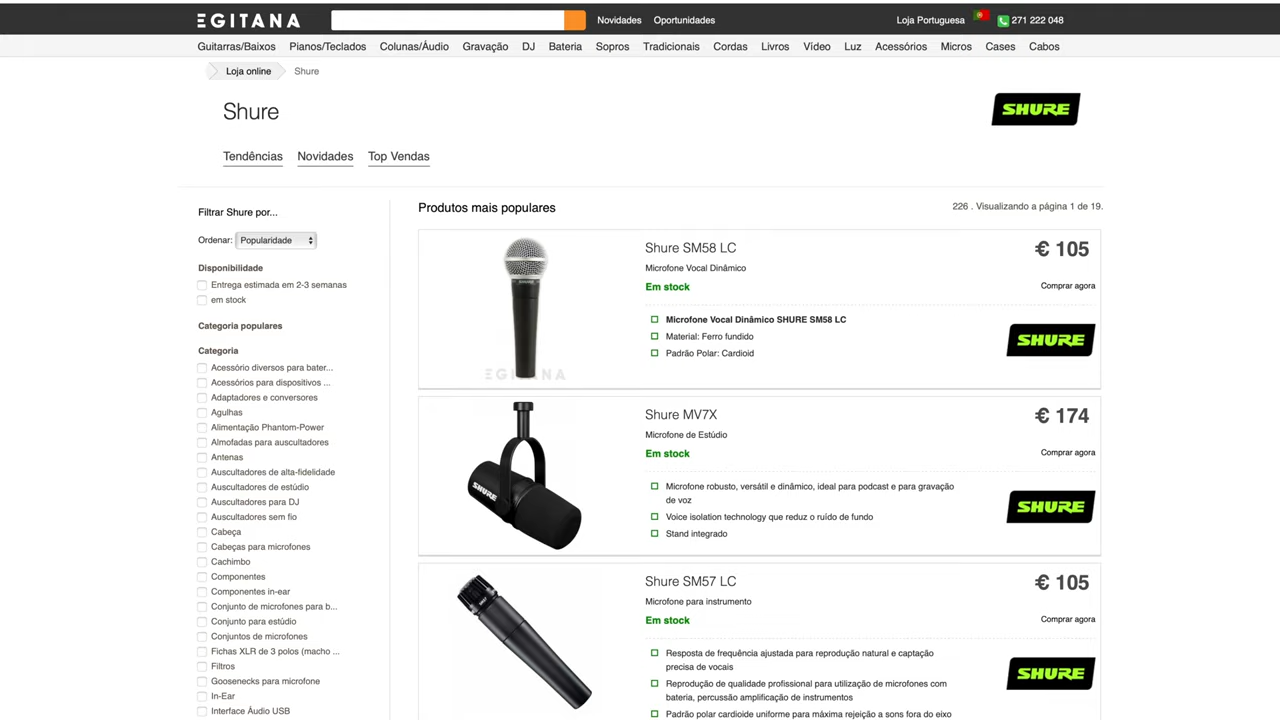 EGITANA
Novidades
Oportunidades
Loja Portuguesa
271 222 048
Guitarras/Baixos
Pianos/Teclados
Colunas/Áudio
Gravação
DJ
Bateria
Sopros
Tradicionais
Cordas
Livros
Vídeo
Luz
Acessórios
Micros
Cases
Cabos
Loja online
Shure
Shure
SHURE
Tendências
Novidades
Top Vendas
Filtrar Shure por...
Ordenar:
Popularidade
Disponibilidade
Entrega estimada em 2-3 semanas
em stock
Categoria populares
Categoria
Acessório diversos para bater...
Acessórios para dispositivos ...
Adaptadores e conversores
Agulhas
Alimentação Phantom-Power
Almofadas para auscultadores
Antenas
Auscultadores de alta-fidelidade
Auscultadores de estúdio
Auscultadores para DJ
Auscultadores sem fio
Cabeça
Cabeças para microfones
Cachimbo
Componentes
Componentes in-ear
Conjunto de microfones para b...
Conjunto para estúdio
Conjuntos de microfones
Fichas XLR de 3 polos (macho ...
Filtros
Goosenecks para microfone
In-Ear
Interface Áudio USB
Produtos mais populares
226 . Visualizando a página 1 de 19.
Shure SM58 LC
€ 105
Microfone Vocal Dinâmico
Em stock
Comprar agora
Microfone Vocal Dinâmico SHURE SM58 LC
Material: Ferro fundido
Padrão Polar: Cardioid
SHURE
EGITANA
Shure MV7X
€ 174
Microfone de Estúdio
Em stock
Comprar agora
Microfone robusto, versátil e dinâmico, ideal para podcast e para gravação
de voz
Voice isolation technology que reduz o ruído de fundo
Stand integrado
SHURE
SHURE
Shure SM57 LC
€ 105
Microfone para instrumento
Em stock
Comprar agora
Resposta de frequência ajustada para reprodução natural e captação
precisa de vocais
Reprodução de qualidade profissional para utilização de microfones com
bateria, percussão amplificação de instrumentos
Padrão polar cardioide uniforme para máxima rejeição a sons fora do eixo
SHURE